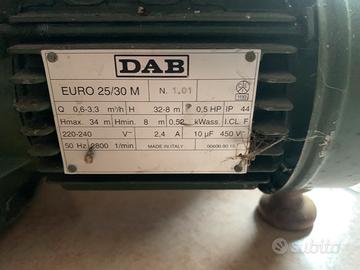 DAB
EURO 25/30 M N. 1.01
Q 0,6-3,3 m³/h H 32-8 m P 0,5 HP IP 44
Hmax. 34 m Hmin. 8 m 0,52 kWass. I.CL F
220-240 V~ 2,4 A 10 µF 450 V
50 Hz 2800 1/min MADE IN ITALY
subito